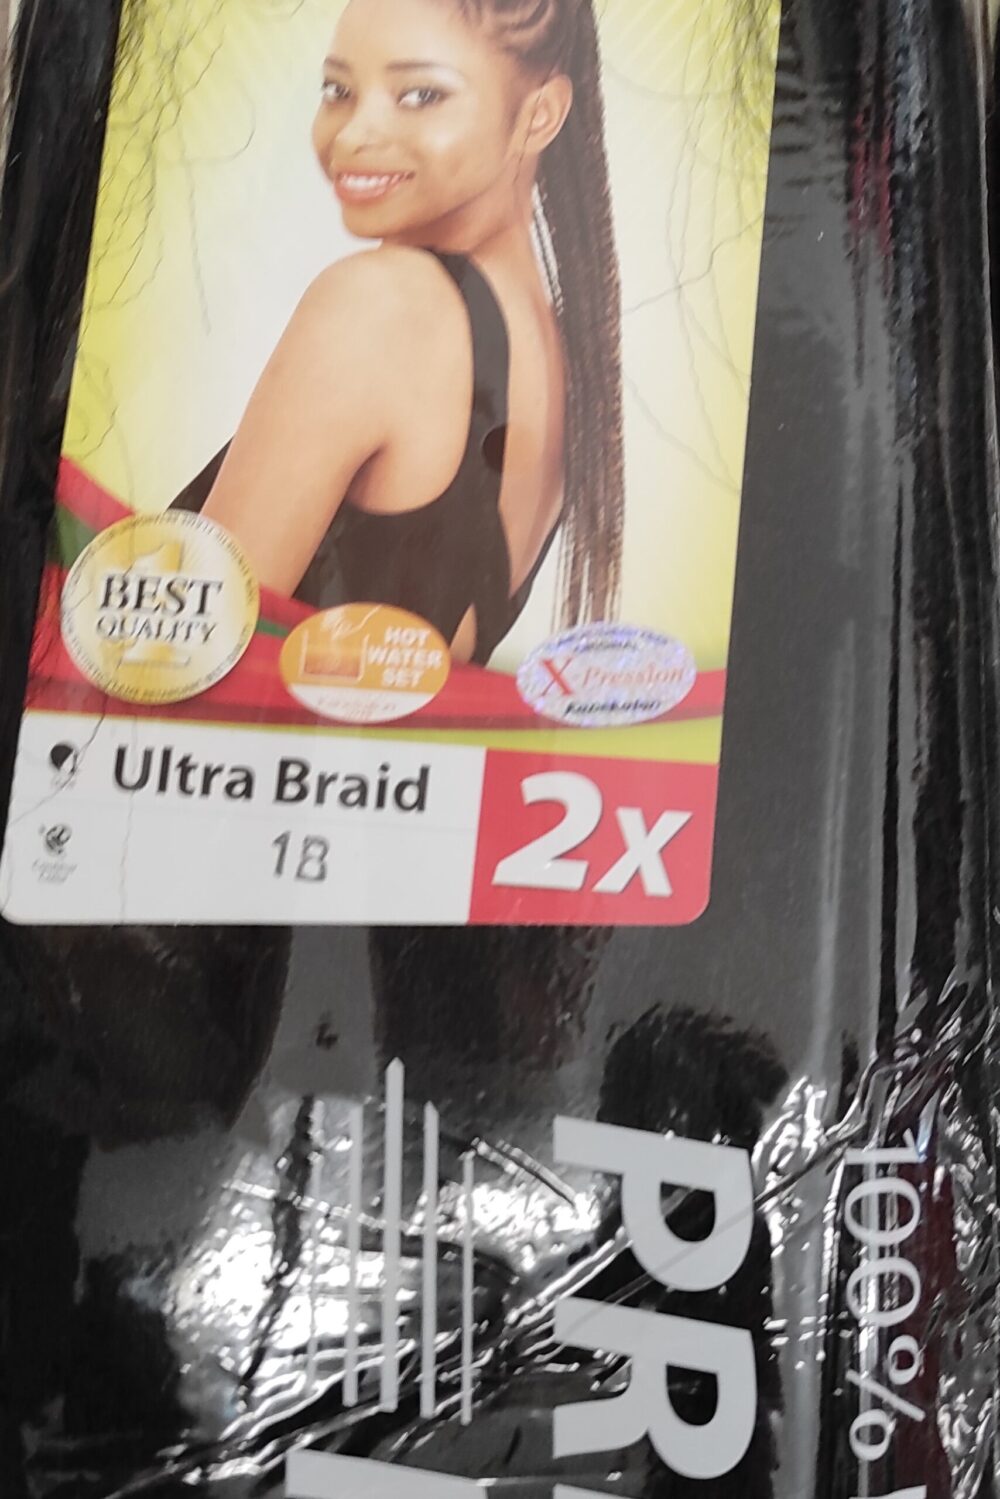 BEST
QUALITY
HOT
WATER
SET
X-Pression
Ultra Braid
1B
2x
PR
100%